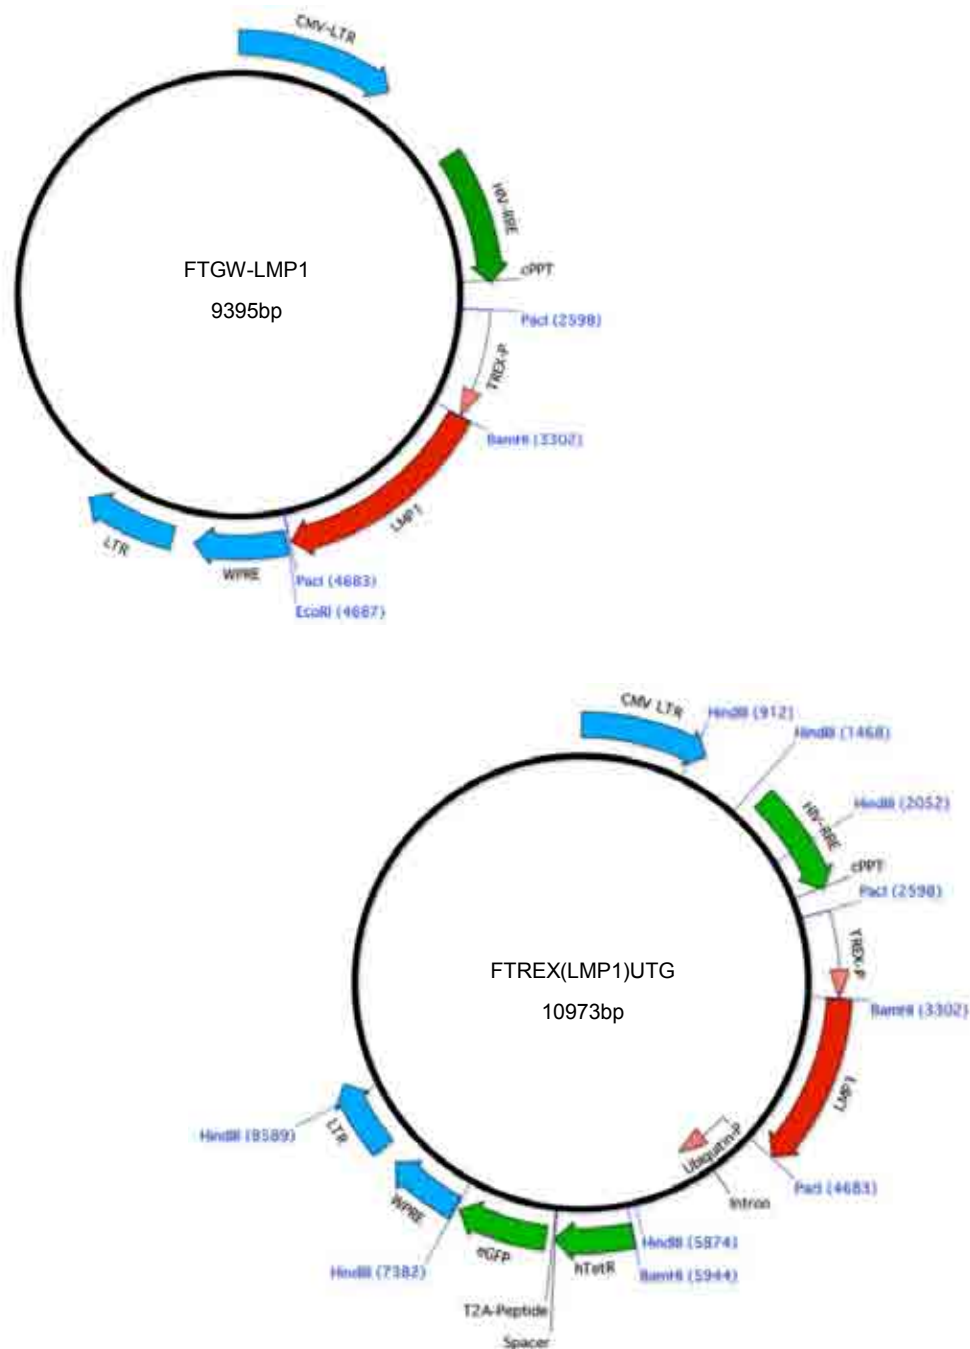 CMV-LTR
HIV-RRE
cPPT
FTGW-LMP1
9395bp
PacI (2598)
TREX-P
BamHI (3302)
LMP1
LTR
WPRE
PacI (4683)
EcoRI (4687)
CMV LTR
HindIII (912)
HindIII (1468)
HIV-RRE
HindIII (2052)
cPPT
PacI (2598)
TREX-P
FTREX(LMP1)UTG
10973bp
BamHI (3302)
LMP1
Ubiquitin-P
HindIII (8589)
LTR
PacI (4683)
Intron
WPRE
eGFP
hTetR
HindIII (5874)
HindIII (7382)
BamHI (5944)
T2A-Peptide
Spacer